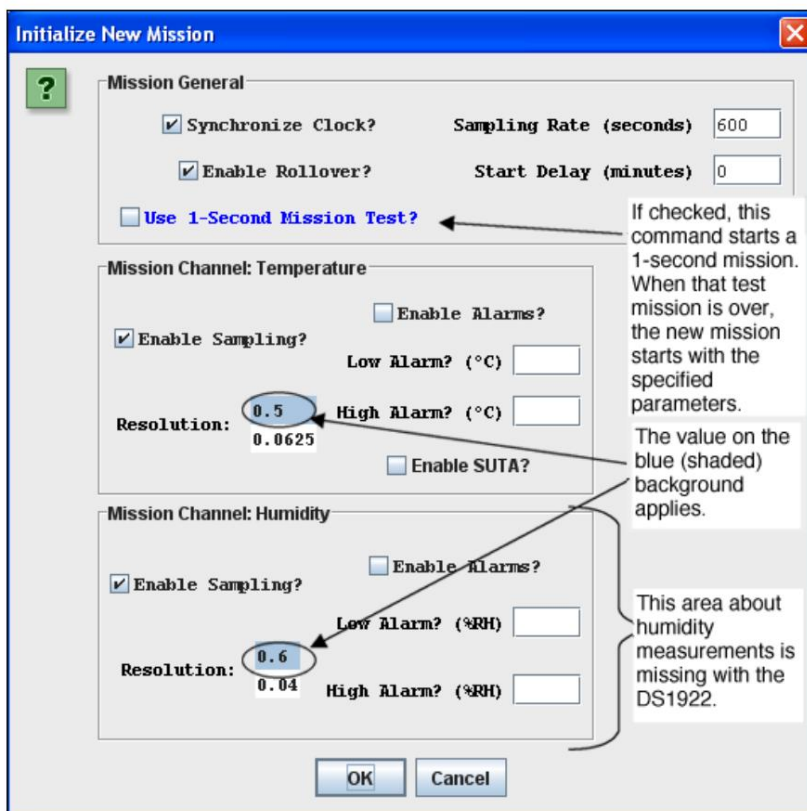 Initialize New Mission
?
Mission General
Synchronize Clock?
Sampling Rate (seconds)
600
Enable Rollover?
Start Delay (minutes)
0
Use 1-Second Mission Test?
If checked, this
command starts a
1-second mission.
When that test
mission is over,
the new mission
starts with the
specified
parameters.
Mission Channel: Temperature
Enable Alarms?
Enable Sampling?
Low Alarm? (°C)
Resolution:
0.5
0.0625
High Alarm? (°C)
Enable SUTA?
The value on the
blue (shaded)
background
applies.
Mission Channel: Humidity
Enable Alarms?
Enable Sampling?
Low Alarm? (%RH)
Resolution:
0.6
0.04
High Alarm? (%RH)
This area about
humidity
measurements is
missing with the
DS1922.
OK
Cancel